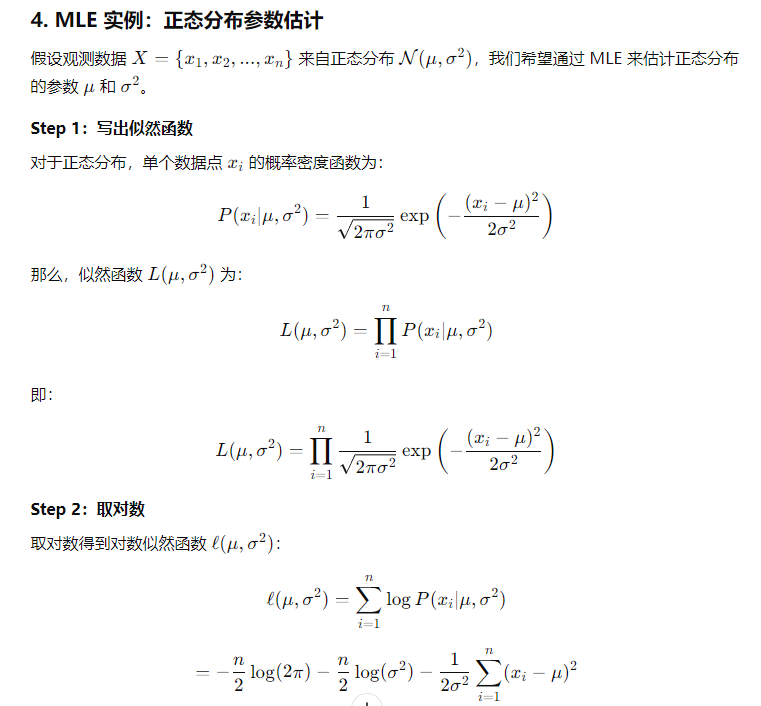 4. MLE 实例：正态分布参数估计
假设观测数据 $X = \{x_1, x_2, ..., x_n\}$ 来自正态分布 $\mathcal{N}(\mu, \sigma^2)$，我们希望通过 MLE 来估计正态分布
的参数 $\mu$ 和 $\sigma^2$。
Step 1：写出似然函数
对于正态分布，单个数据点 $x_i$ 的概率密度函数为：
$P(x_i|\mu, \sigma^2) = \frac{1}{\sqrt{2\pi\sigma^2}} \exp\left(-\frac{(x_i - \mu)^2}{2\sigma^2}\right)$
那么，似然函数 $L(\mu, \sigma^2)$ 为：
$L(\mu, \sigma^2) = \prod_{i=1}^{n} P(x_i|\mu, \sigma^2)$
即：
$L(\mu, \sigma^2) = \prod_{i=1}^{n} \frac{1}{\sqrt{2\pi\sigma^2}} \exp\left(-\frac{(x_i - \mu)^2}{2\sigma^2}\right)$
Step 2：取对数
取对数得到对数似然函数 $\ell(\mu, \sigma^2)$：
$\ell(\mu, \sigma^2) = \sum_{i=1}^{n} \log P(x_i|\mu, \sigma^2)$
$= -\frac{n}{2} \log(2\pi) - \frac{n}{2} \log(\sigma^2) - \frac{1}{2\sigma^2} \sum_{i=1}^{n} (x_i - \mu)^2$